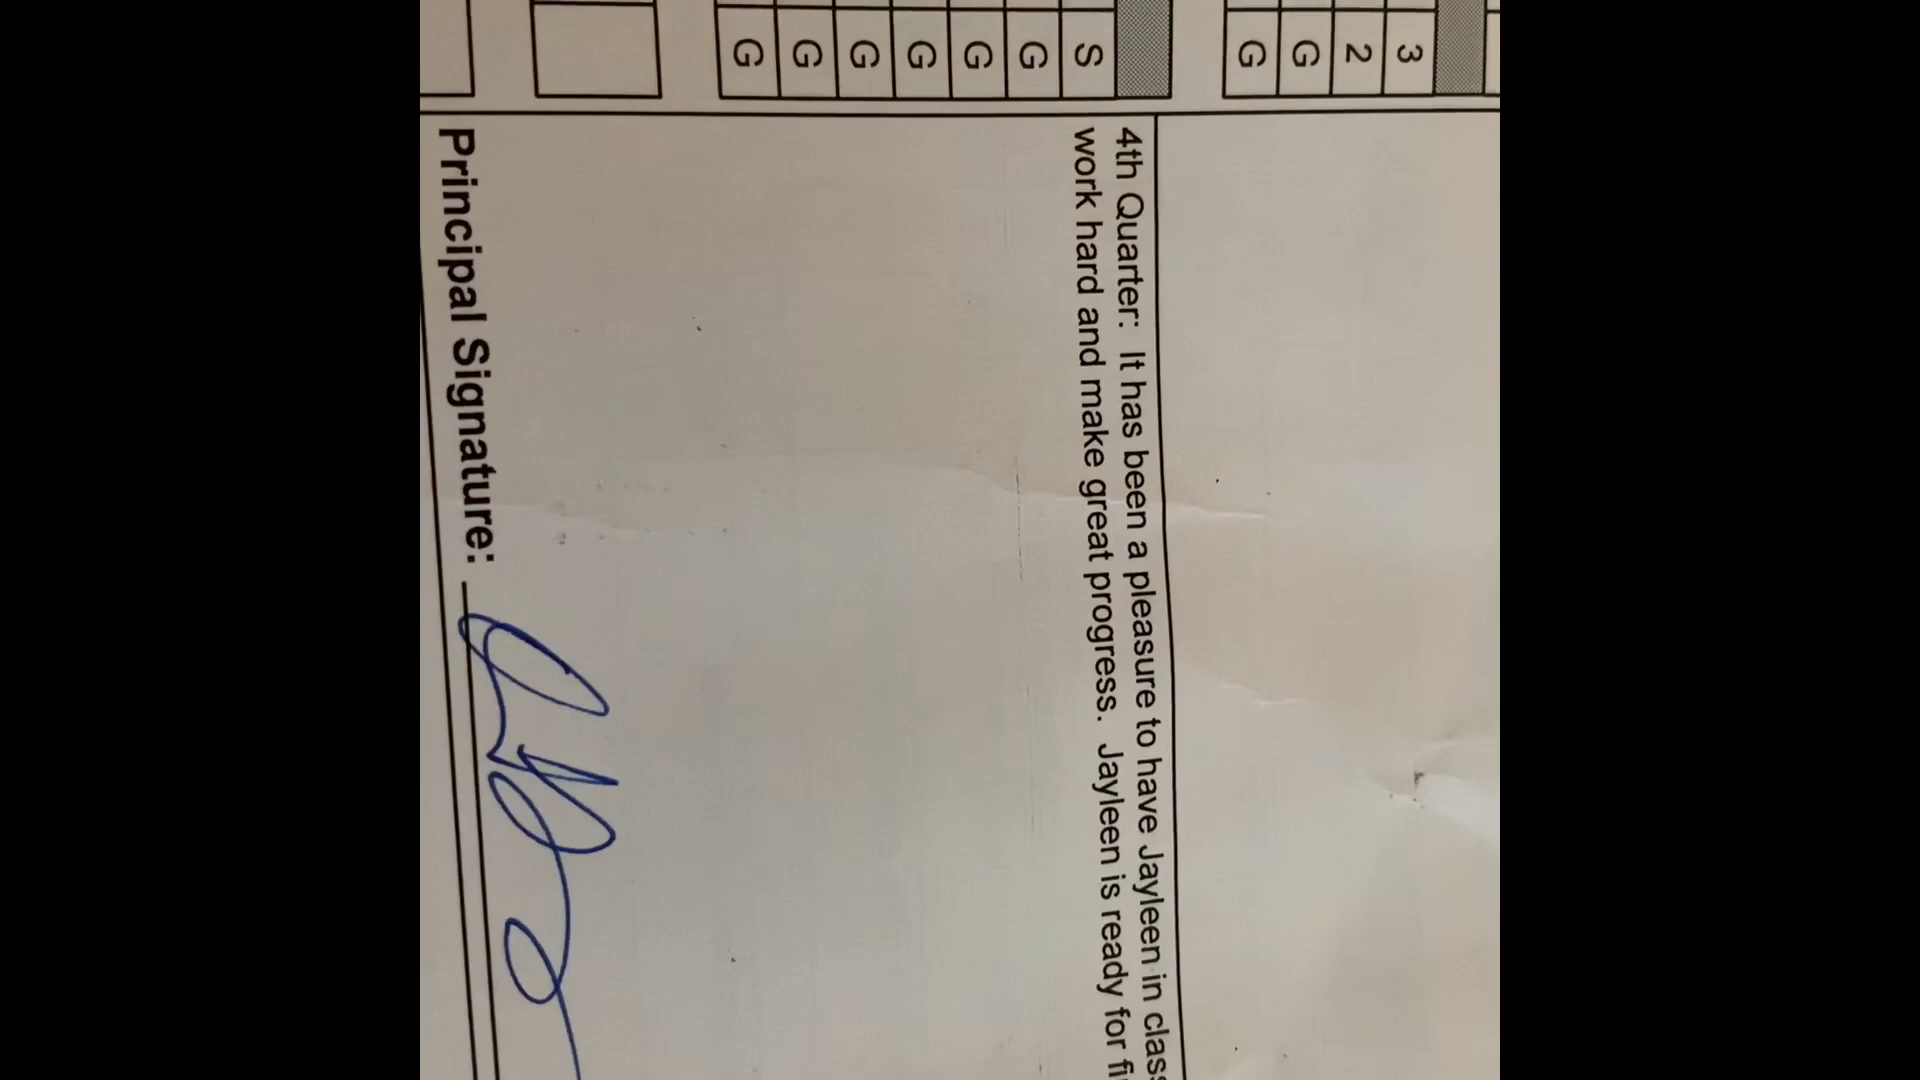 3
2
G
G
S
G
G
G
G
G
G
4th Quarter: It has been a pleasure to have Jayleen in class
work hard and make great progress. Jayleen is ready for
Principal Signature: